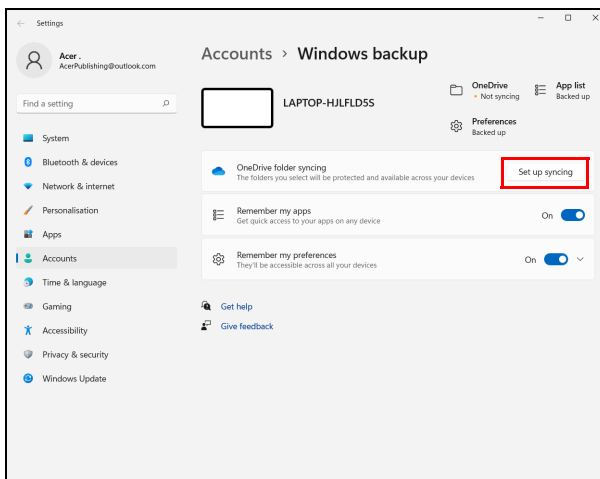 Settings
Acer .
AcerPublishing@outlook.com
Find a setting
System
Bluetooth & devices
Network & internet
Personalisation
Apps
Accounts
Time & language
Gaming
Accessibility
Privacy & security
Windows Update
Accounts > Windows backup
LAPTOP-HJLFLD5S
OneDrive
• Not syncing
App list
Backed up
Preferences
Backed up
OneDrive folder syncing
The folders you select will be protected and available across your devices
Set up syncing
Remember my apps
Get quick access to your apps on any device
On
Remember my preferences
They'll be accessible across all your devices
On
Get help
Give feedback